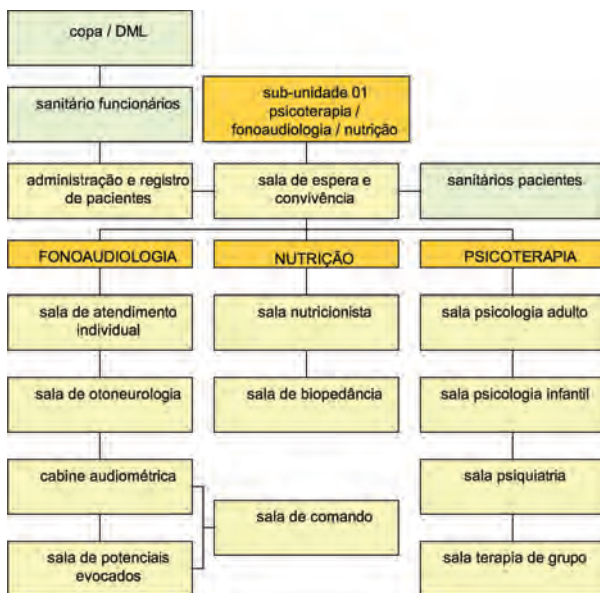 copa / DML
sanitário funcionários
sub-unidade 01
psicoterapia /
fonoaudiologia / nutrição
administração e registro
de pacientes
sala de espera e
convivência
sanitários pacientes
FONOAUDIOLOGIA
NUTRIÇÃO
PSICOTERAPIA
sala de atendimento
individual
sala nutricionista
sala psicologia adulto
sala de otoneurologia
sala de biopedância
sala psicologia infantil
cabine audiométrica
sala de comando
sala psiquiatria
sala de potenciais
evocados
sala terapia de grupo